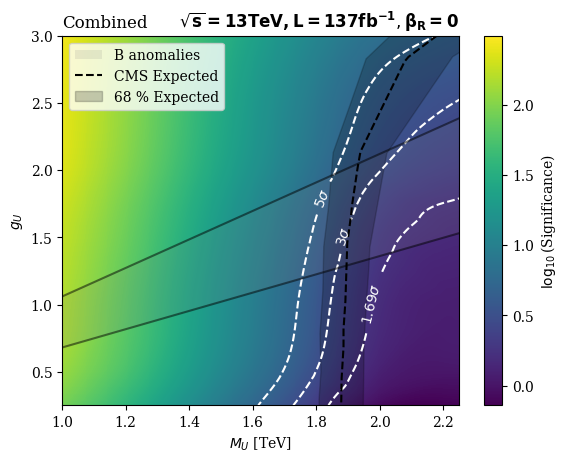 Combined √s = 13TeV, L = 137fb⁻¹, β_R = 0
B anomalies
CMS Expected
68 % Expected
5σ
3σ
1.69σ
3.0
2.5
2.0
1.5
1.0
0.5
g_U
1.0 1.2 1.4 1.6 1.8 2.0 2.2
M_U [TeV]
2.0
1.5
1.0
0.5
0.0
log₁₀(Significance)